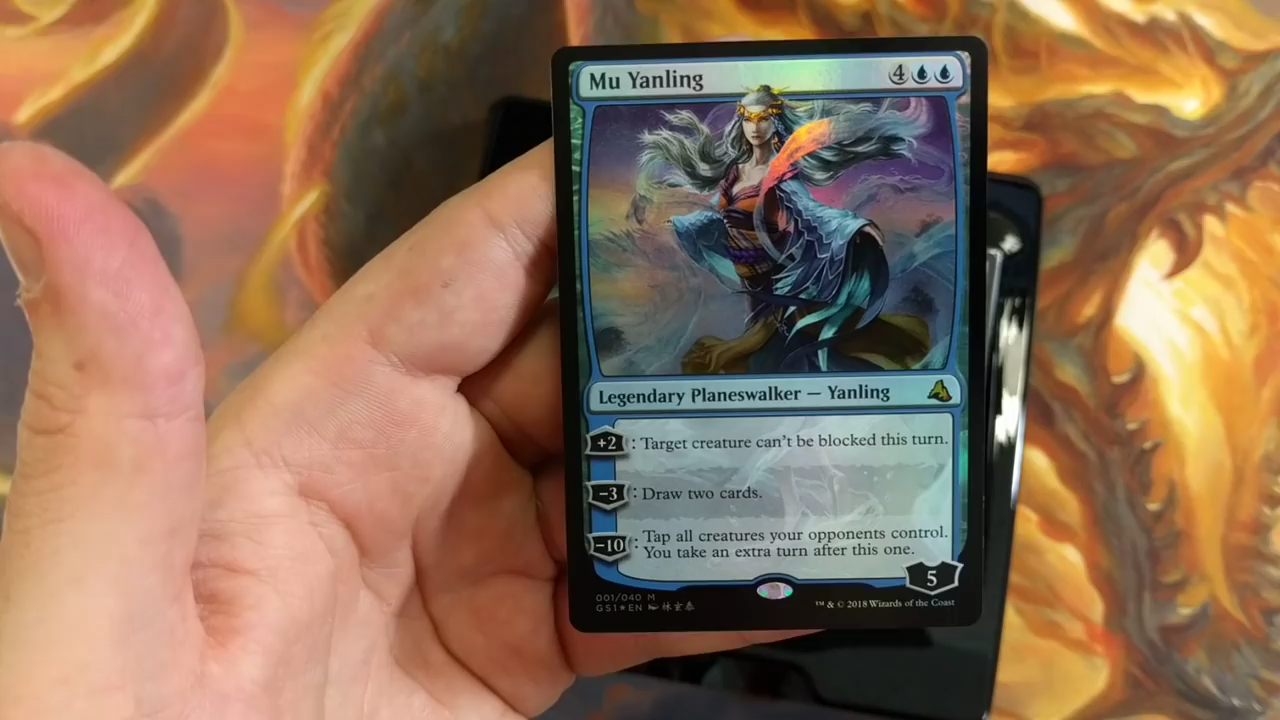 Mu Yanling 4
Legendary Planeswalker — Yanling
+2 : Target creature can't be blocked this turn.
−3 : Draw two cards.
−10 : Tap all creatures your opponents control.
You take an extra turn after this one.
5
001/040 M
GS1★EN 林玄泰
™ & © 2018 Wizards of the Coast